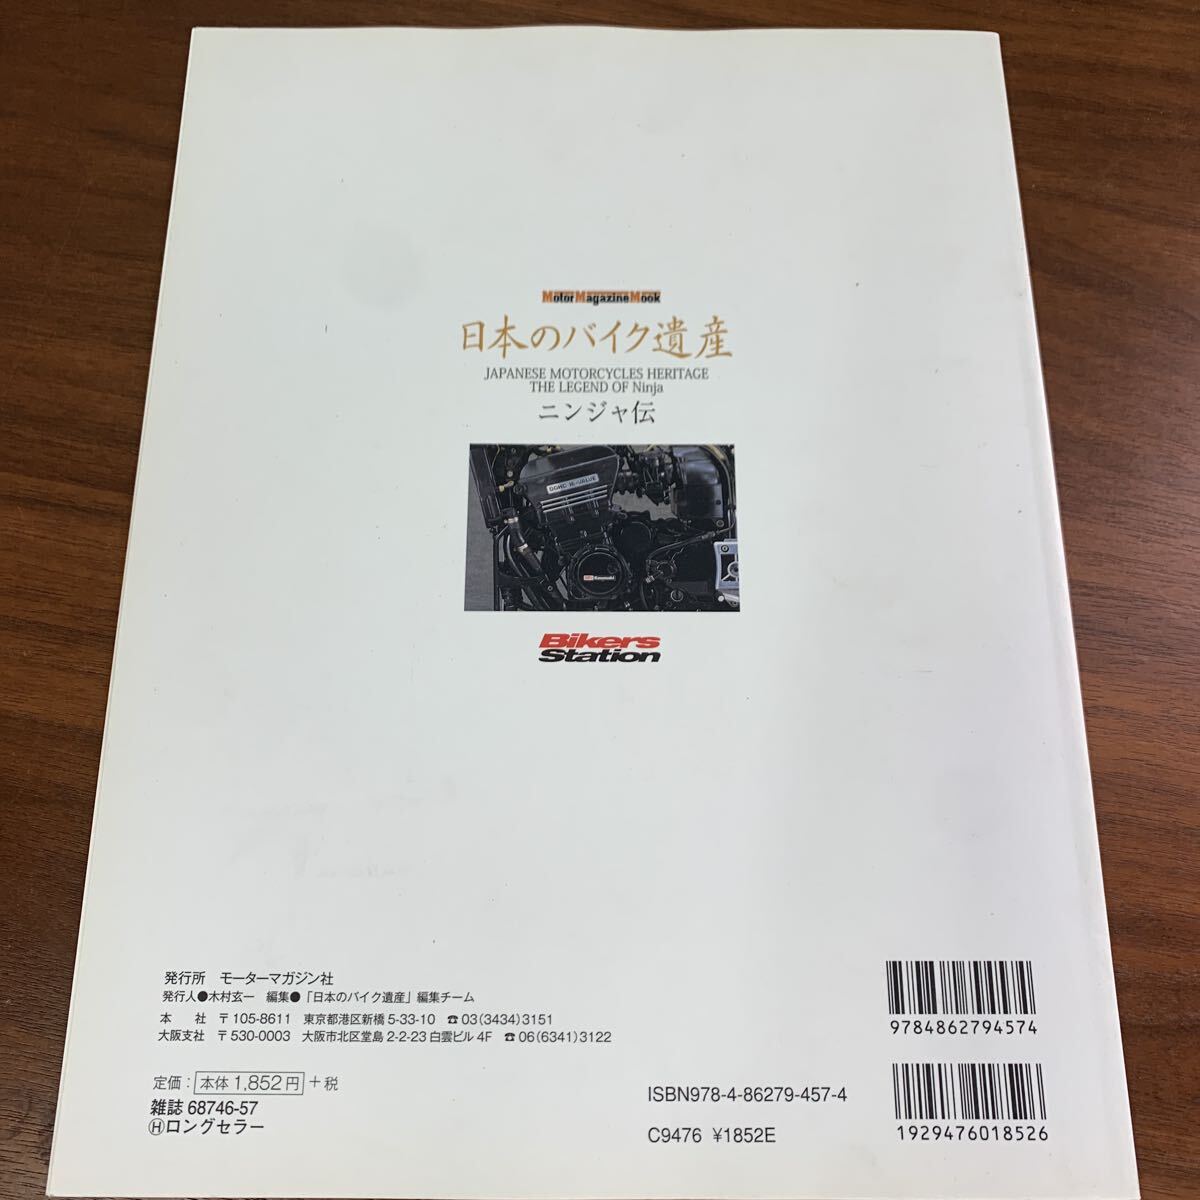 Motor Magazine Mook
日本のバイク遺産
JAPANESE MOTORCYCLES HERITAGE
THE LEGEND OF Ninja
ニンジャ伝
DOHC 16-VALVE
Kawasaki
Bikers
Station
発行所 モーターマガジン社
発行人●木村玄一 編集●「日本のバイク遺産」編集チーム
本 社 〒105-8611 東京都港区新橋5-33-10 ☎03(3434)3151
大阪支社 〒530-0003 大阪市北区堂島2-2-23 白雲ビル4F ☎06(6341)3122
定価：本体1,852円+税
雑誌 68746-57
Ⓗロングセラー
9784862794574
ISBN978-4-86279-457-4
C9476 ¥1852E
1929476018526